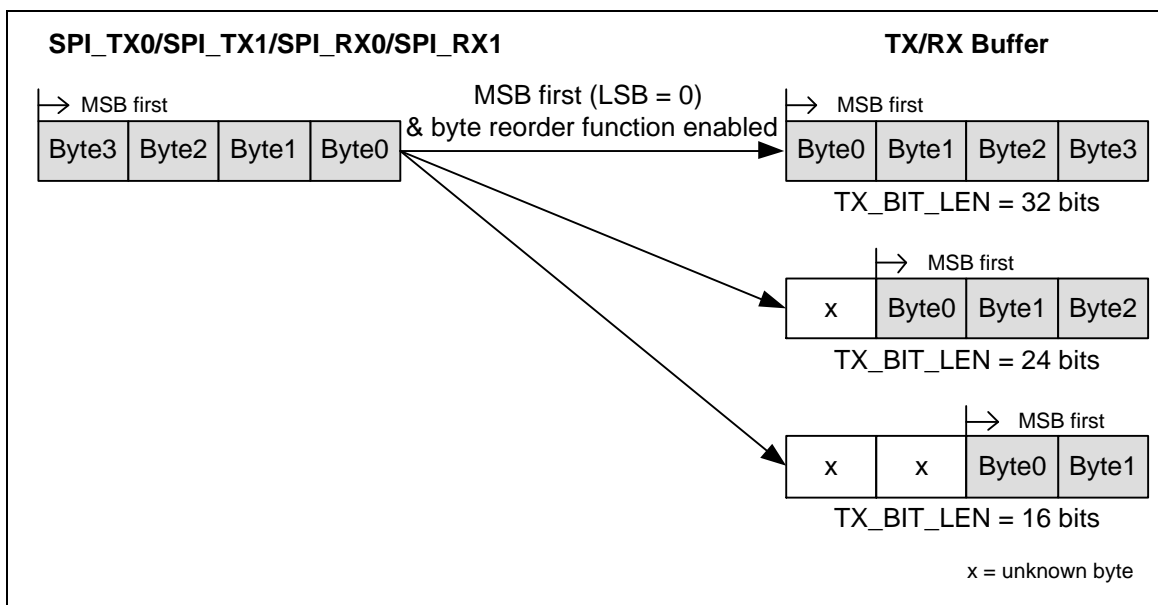 SPI_TX0/SPI_TX1/SPI_RX0/SPI_RX1
TX/RX Buffer
MSB first
MSB first (LSB = 0)
& byte reorder function enabled
MSB first
Byte3 Byte2 Byte1 Byte0
Byte0 Byte1 Byte2 Byte3
TX_BIT_LEN = 32 bits
MSB first
x Byte0 Byte1 Byte2
TX_BIT_LEN = 24 bits
MSB first
x x Byte0 Byte1
TX_BIT_LEN = 16 bits
x = unknown byte